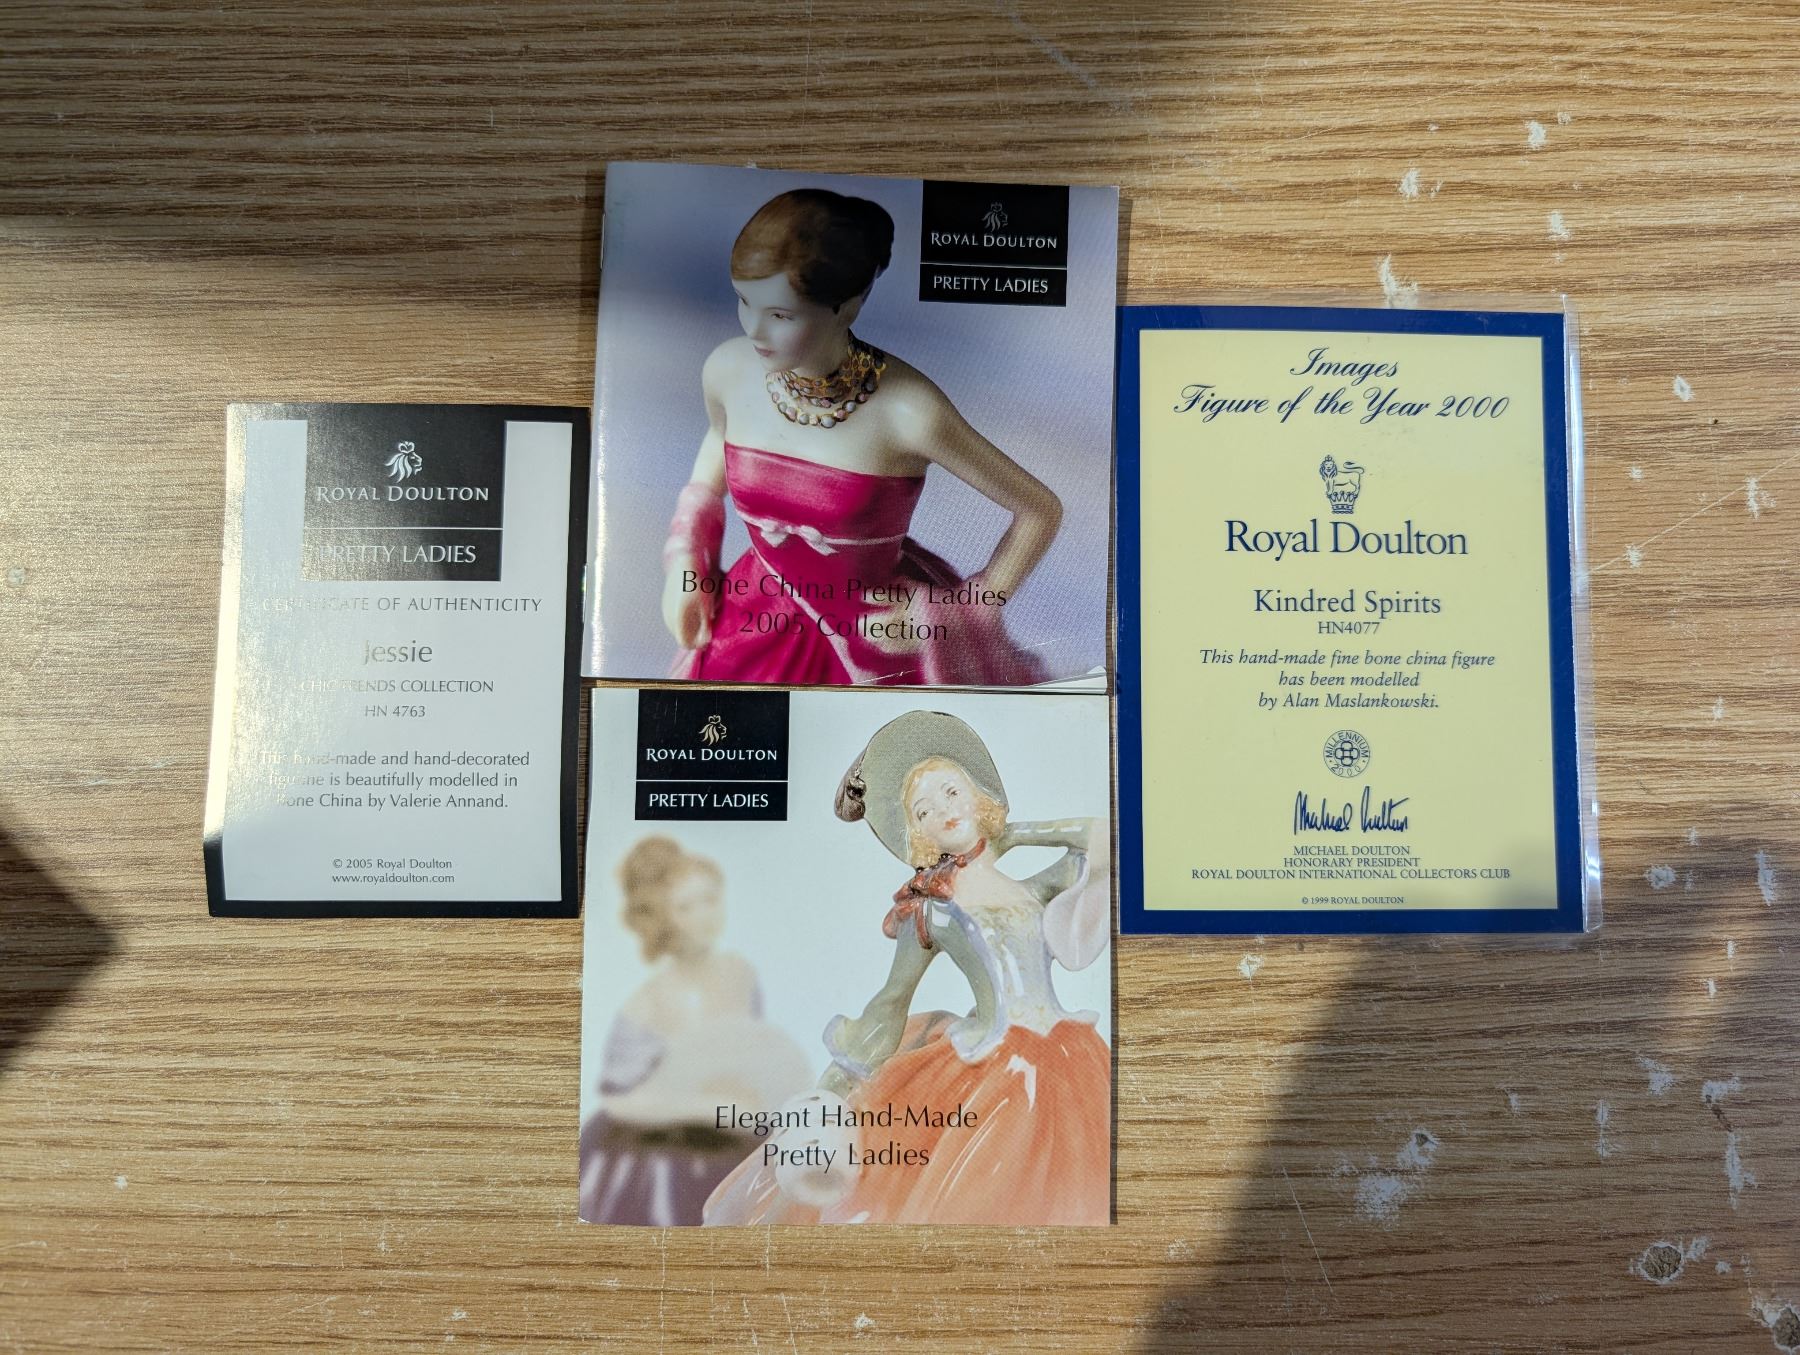 ROYAL DOULTON
PRETTY LADIES
CERTIFICATE OF AUTHENTICITY
Jessie
CHIC TRENDS COLLECTION
HN 4763
This hand-made and hand-decorated
figurine is beautifully modelled in
Bone China by Valerie Annand.
© 2005 Royal Doulton
www.royaldoulton.com
ROYAL DOULTON
PRETTY LADIES
Bone China Pretty Ladies
2005 Collection
ROYAL DOULTON
PRETTY LADIES
Elegant Hand-Made
Pretty Ladies
Images
Figure of the Year 2000
Royal Doulton
Kindred Spirits
HN4077
This hand-made fine bone china figure
has been modelled
by Alan Maslankowski.
MILLENNIUM
2000
Michael Doulton
MICHAEL DOULTON
HONORARY PRESIDENT
ROYAL DOULTON INTERNATIONAL COLLECTORS CLUB
© 1999 ROYAL DOULTON